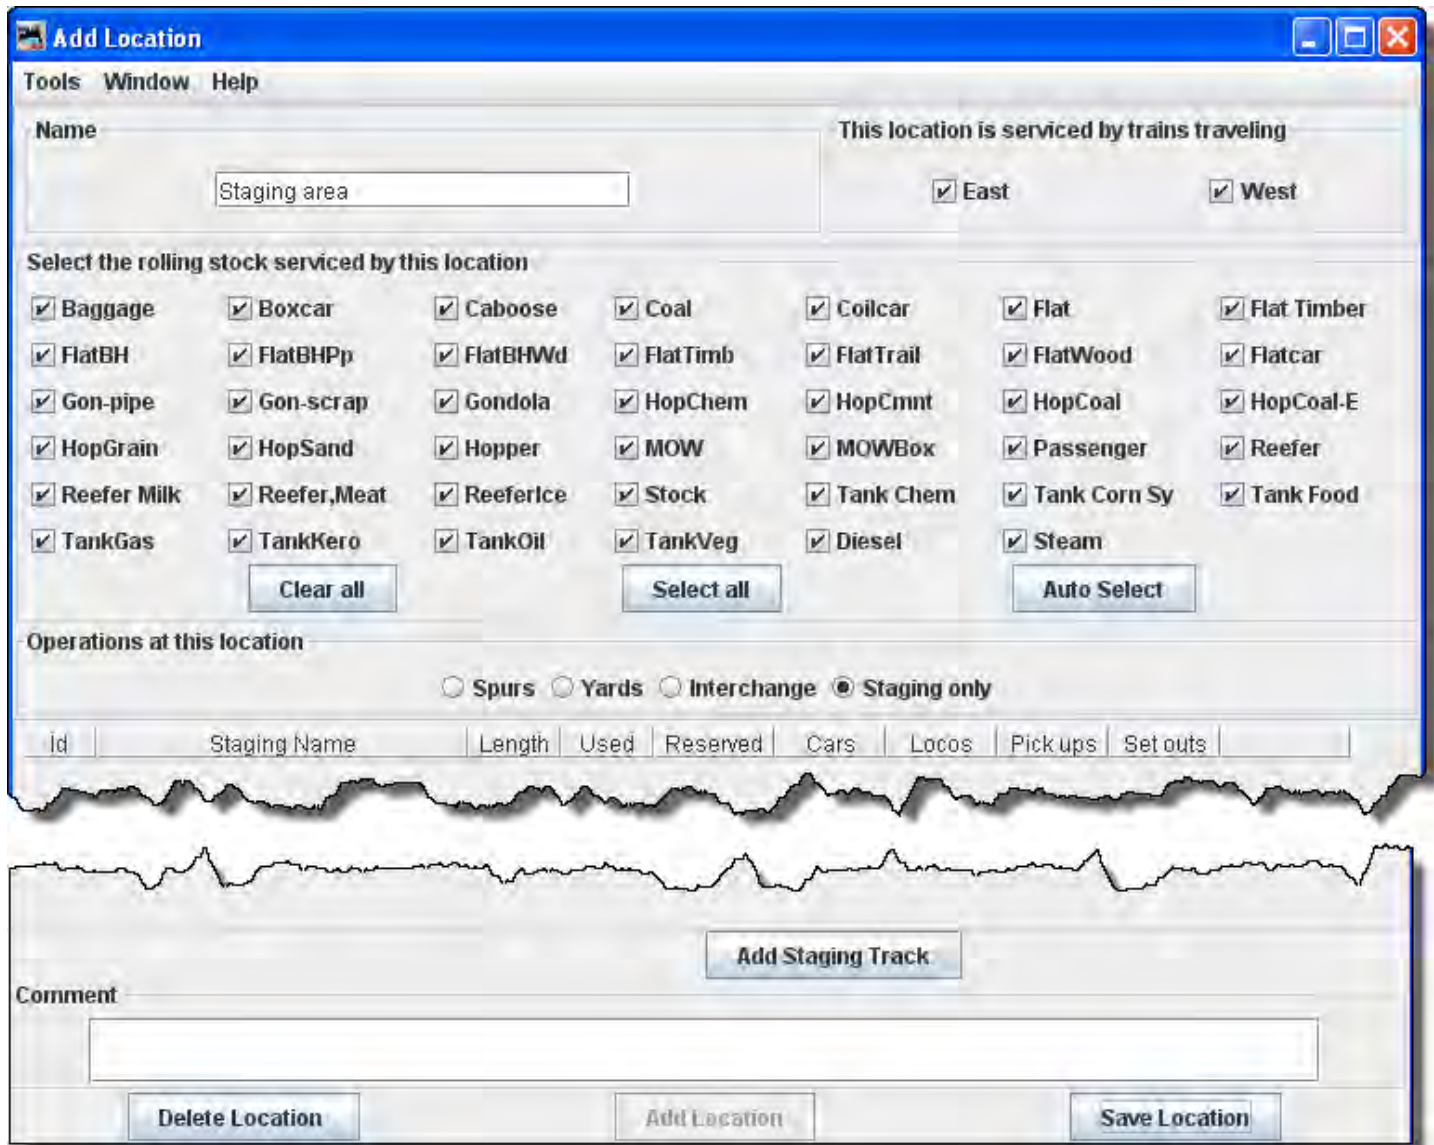 Add Location
Tools Window Help
Name This location is serviced by trains traveling
Staging area East West
Select the rolling stock serviced by this location
Baggage Boxcar Caboose Coal Coilcar Flat Flat Timber
FlatBH FlatBHPp FlatBHWd FlatTimb FlatTrail FlatWood Flatcar
Gon-pipe Gon-scrap Gondola HopChem HopCmnt HopCoal HopCoal-E
HopGrain HopSand Hopper MOW MOWBox Passenger Reefer
Reefer Milk Reefer,Meat ReeferIce Stock Tank Chem Tank Corn Sy Tank Food
TankGas TankKero TankOil TankVeg Diesel Steam
Clear all Select all Auto Select
Operations at this location
Spurs Yards Interchange Staging only
Id Staging Name Length Used Reserved Cars Locos Pick ups Set outs
Add Staging Track
Comment
Delete Location Add Location Save Location